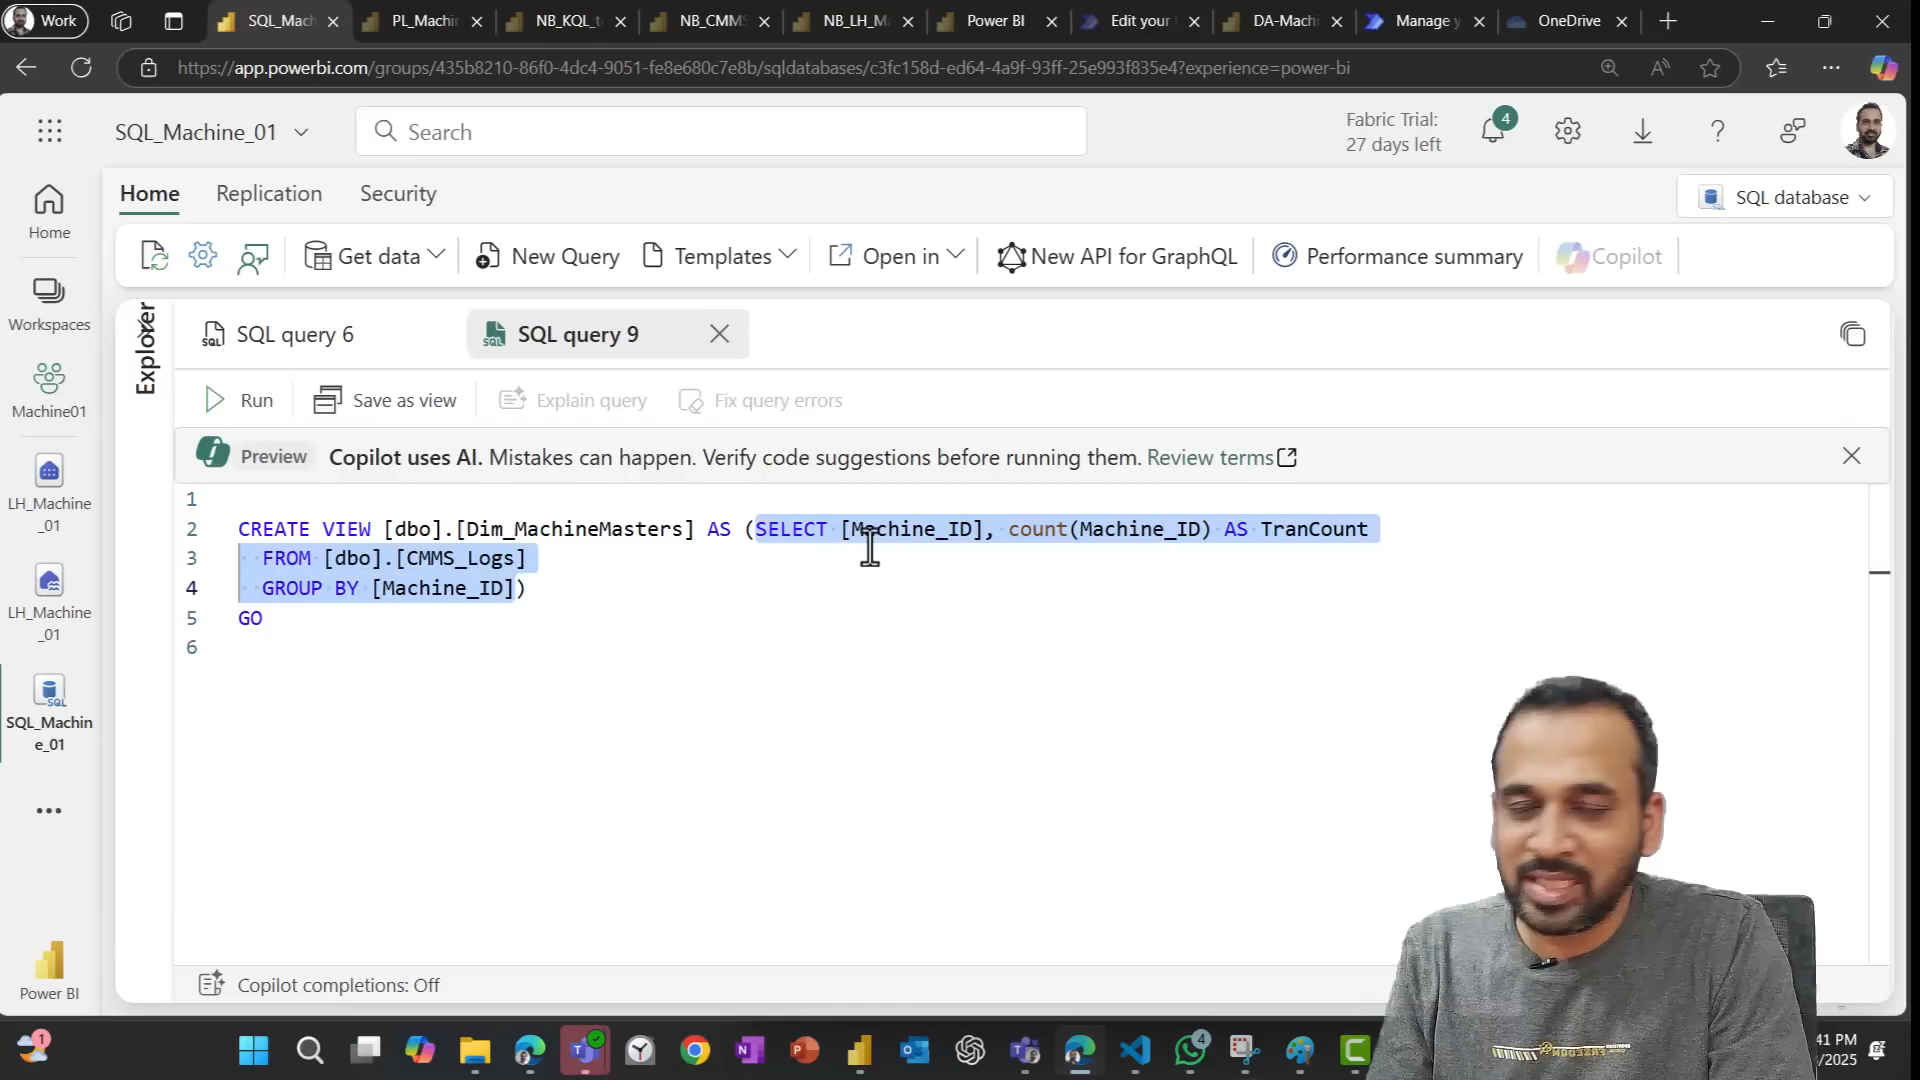 Work
SQL_Mach
PL_Machir
NB_KQL_t
NB_CMMS
NB_LH_M
Power BI
Edit your
DA-Mach
Manage y
OneDrive
https://app.powerbi.com/groups/435b8210-86f0-4dc4-9051-fe8e680c7e8b/sqldatabases/c3fc158d-ed64-4a9f-93ff-25e993f835e4?experience=power-bi
SQL_Machine_01
Search
Fabric Trial:
27 days left
4
Home
Replication
Security
SQL database
Get data
New Query
Templates
Open in
New API for GraphQL
Performance summary
Copilot
Home
Workspaces
Machine01
LH_Machine
_01
LH_Machine
_01
SQL_Machin
e_01
Power BI
Explorer
SQL query 6
SQL query 9
Run
Save as view
Explain query
Fix query errors
Preview
Copilot uses AI. Mistakes can happen. Verify code suggestions before running them. Review terms
1
2 CREATE VIEW [dbo].[Dim_MachineMasters] AS (SELECT [Machine_ID], count(Machine_ID) AS TranCount
3 FROM [dbo].[CMMS_Logs]
4 GROUP BY [Machine_ID])
5 GO
6
Copilot completions: Off
1
4
41 PM
/2025